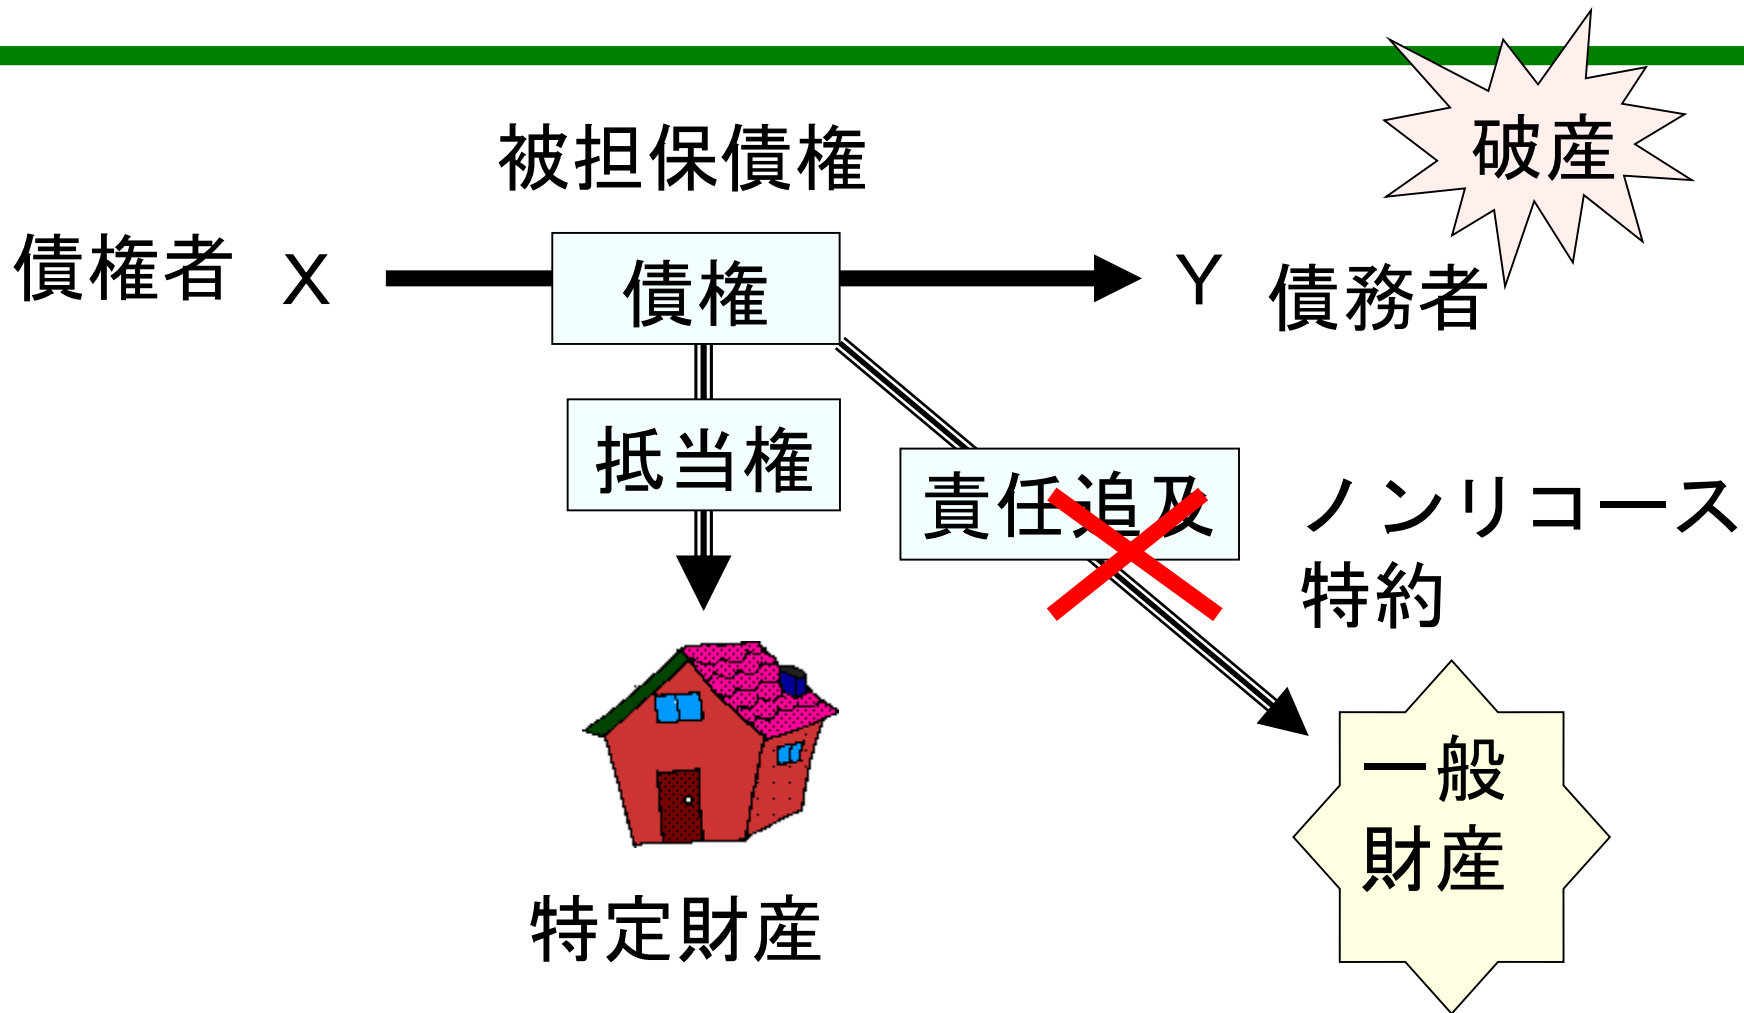 破産
被担保債権
債権者
X
債権
Y
債務者
抵当権
責任追及
ノンリコース
特約
一般
財産
特定財産